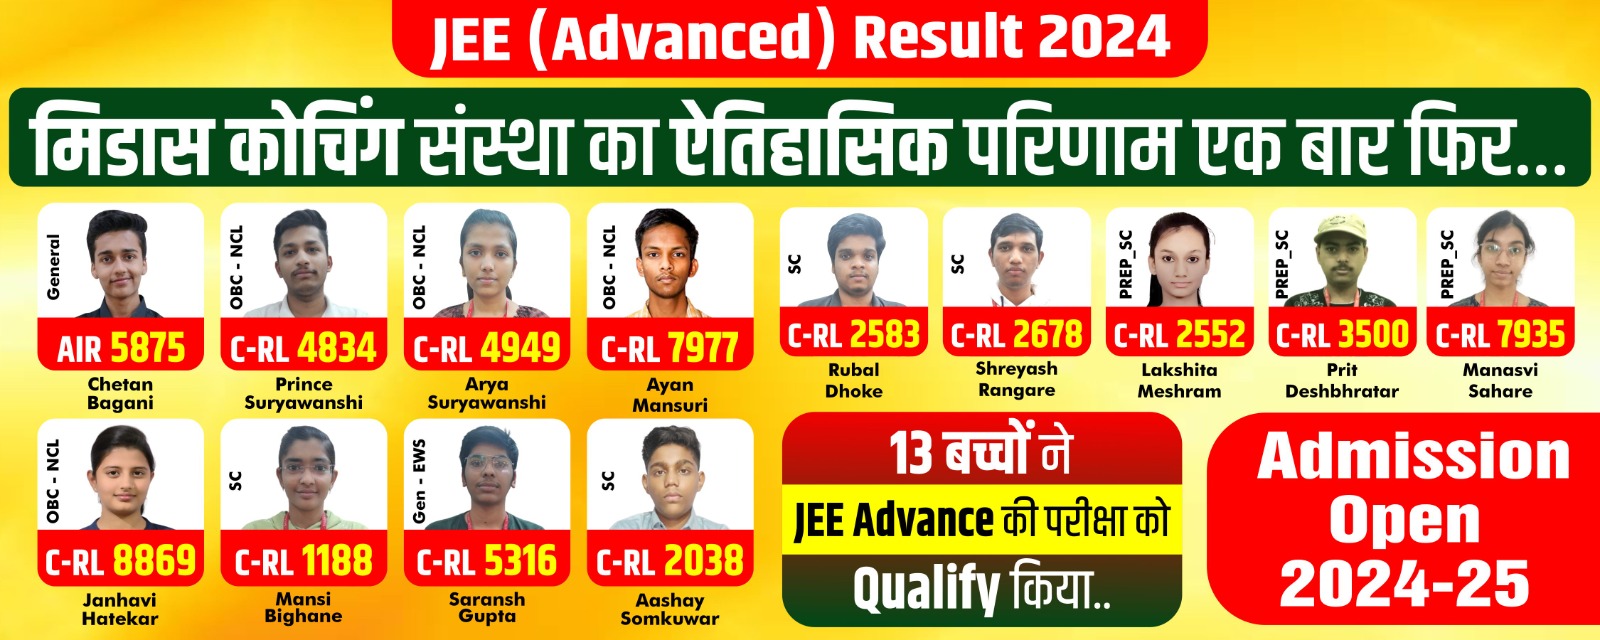 JEE (Advanced) Result 2024
मिडास कोचिंग संस्था का ऐतिहासिक परिणाम एक बार फिर...
General
AIR 5875
Chetan
Bagani
OBC - NCL
C-RL 4834
Prince
Suryawanshi
OBC - NCL
C-RL 4949
Arya
Suryawanshi
OBC - NCL
C-RL 7977
Ayan
Mansuri
SC
C-RL 2583
Rubal
Dhoke
SC
C-RL 2678
Shreyash
Rangare
PREP_SC
C-RL 2552
Lakshita
Meshram
PREP_SC
C-RL 3500
Prit
Deshbhratar
PREP_SC
C-RL 7935
Manasvi
Sahare
OBC - NCL
C-RL 8869
Janhavi
Hatekar
SC
C-RL 1188
Mansi
Bighane
Gen - EWS
C-RL 5316
Saransh
Gupta
SC
C-RL 2038
Aashay
Somkuwar
13 बच्चों ने
JEE Advance की परीक्षा को
Qualify किया..
Admission
Open
2024-25